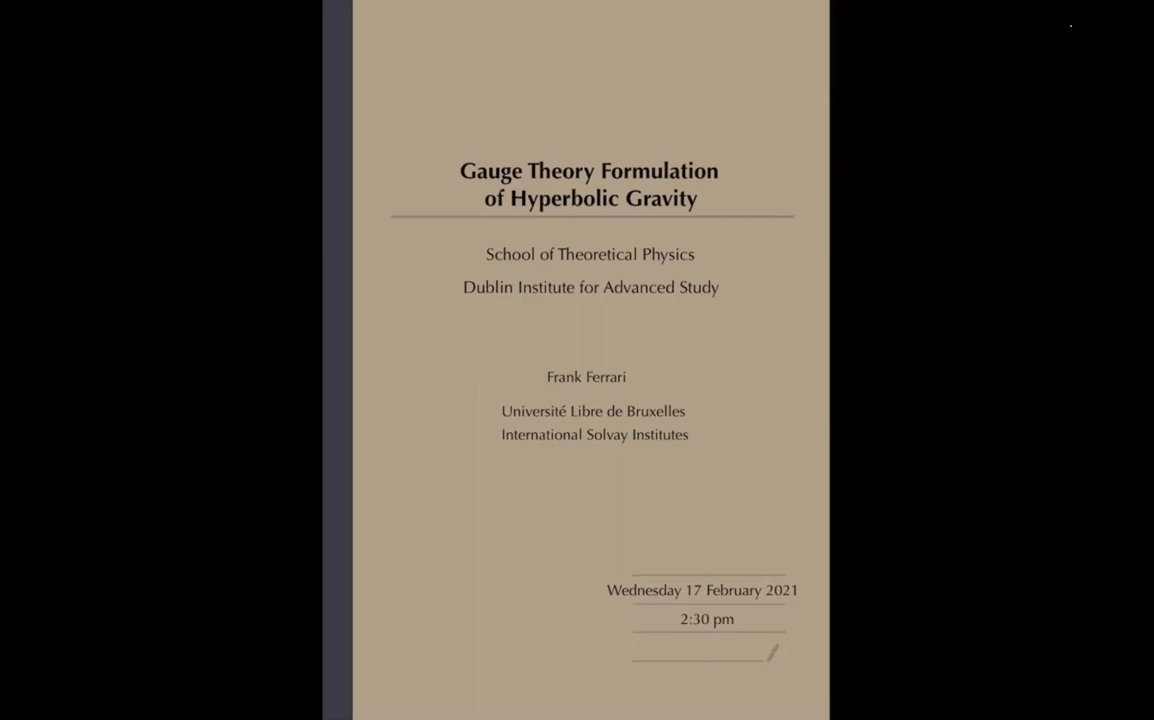 Gauge Theory Formulation
of Hyperbolic Gravity
School of Theoretical Physics
Dublin Institute for Advanced Study
Frank Ferrari
Université Libre de Bruxelles
International Solvay Institutes
Wednesday 17 February 2021
2:30 pm